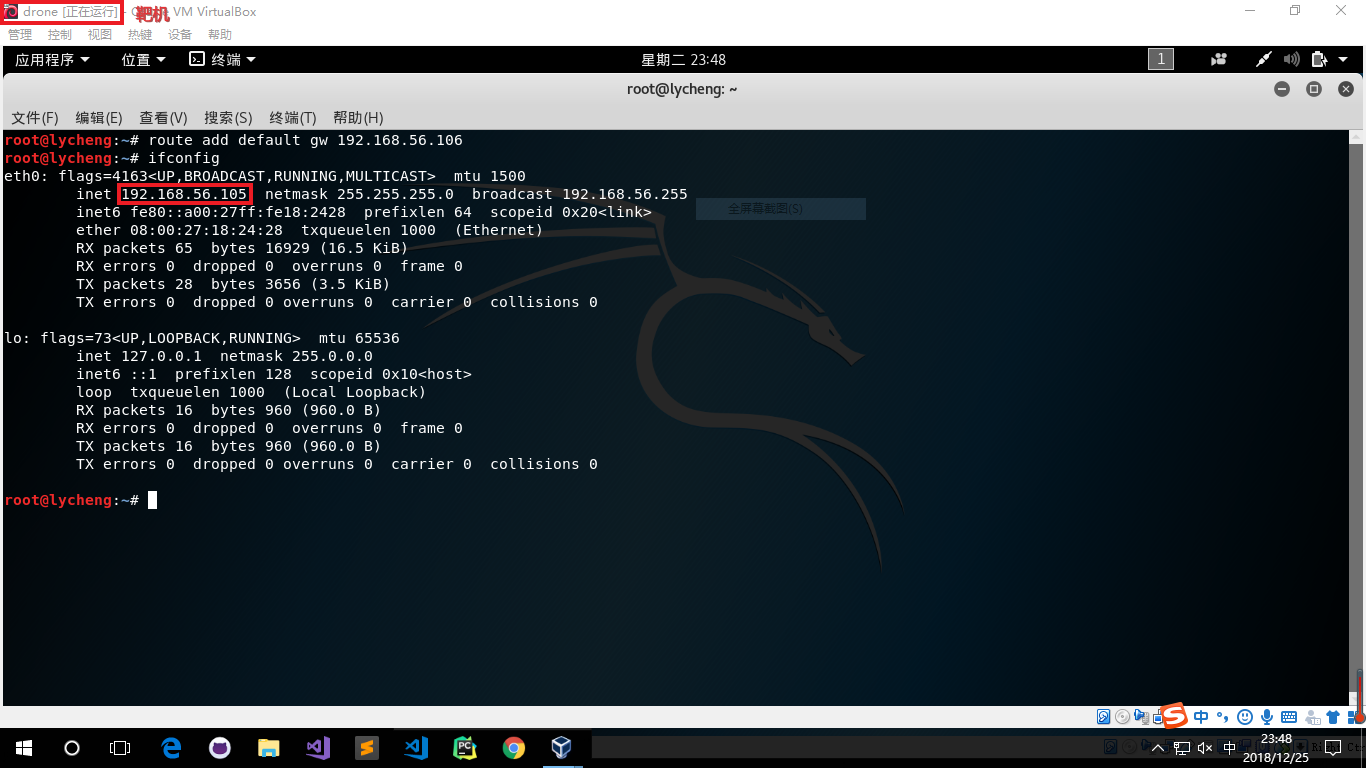 drone [正在运行] - Oracle VM VirtualBox
靶机
管理 控制 视图 热键 设备 帮助
应用程序 位置 终端 星期二 23:48 1
root@lycheng: ~
文件(F) 编辑(E) 查看(V) 搜索(S) 终端(T) 帮助(H)
root@lycheng:~# route add default gw 192.168.56.106
root@lycheng:~# ifconfig
eth0: flags=4163<UP,BROADCAST,RUNNING,MULTICAST>  mtu 1500
inet 192.168.56.105  netmask 255.255.255.0  broadcast 192.168.56.255
全屏幕截图(S)
inet6 fe80::a00:27ff:fe18:2428  prefixlen 64  scopeid 0x20<link>
ether 08:00:27:18:24:28  txqueuelen 1000  (Ethernet)
RX packets 65  bytes 16929 (16.5 KiB)
RX errors 0  dropped 0  overruns 0  frame 0
TX packets 28  bytes 3656 (3.5 KiB)
TX errors 0  dropped 0 overruns 0  carrier 0  collisions 0
lo: flags=73<UP,LOOPBACK,RUNNING>  mtu 65536
inet 127.0.0.1  netmask 255.0.0.0
inet6 ::1  prefixlen 128  scopeid 0x10<host>
loop  txqueuelen 1000  (Local Loopback)
RX packets 16  bytes 960 (960.0 B)
RX errors 0  dropped 0  overruns 0  frame 0
TX packets 16  bytes 960 (960.0 B)
TX errors 0  dropped 0 overruns 0  carrier 0  collisions 0
root@lycheng:~#
中
中 23:48
2018/12/25